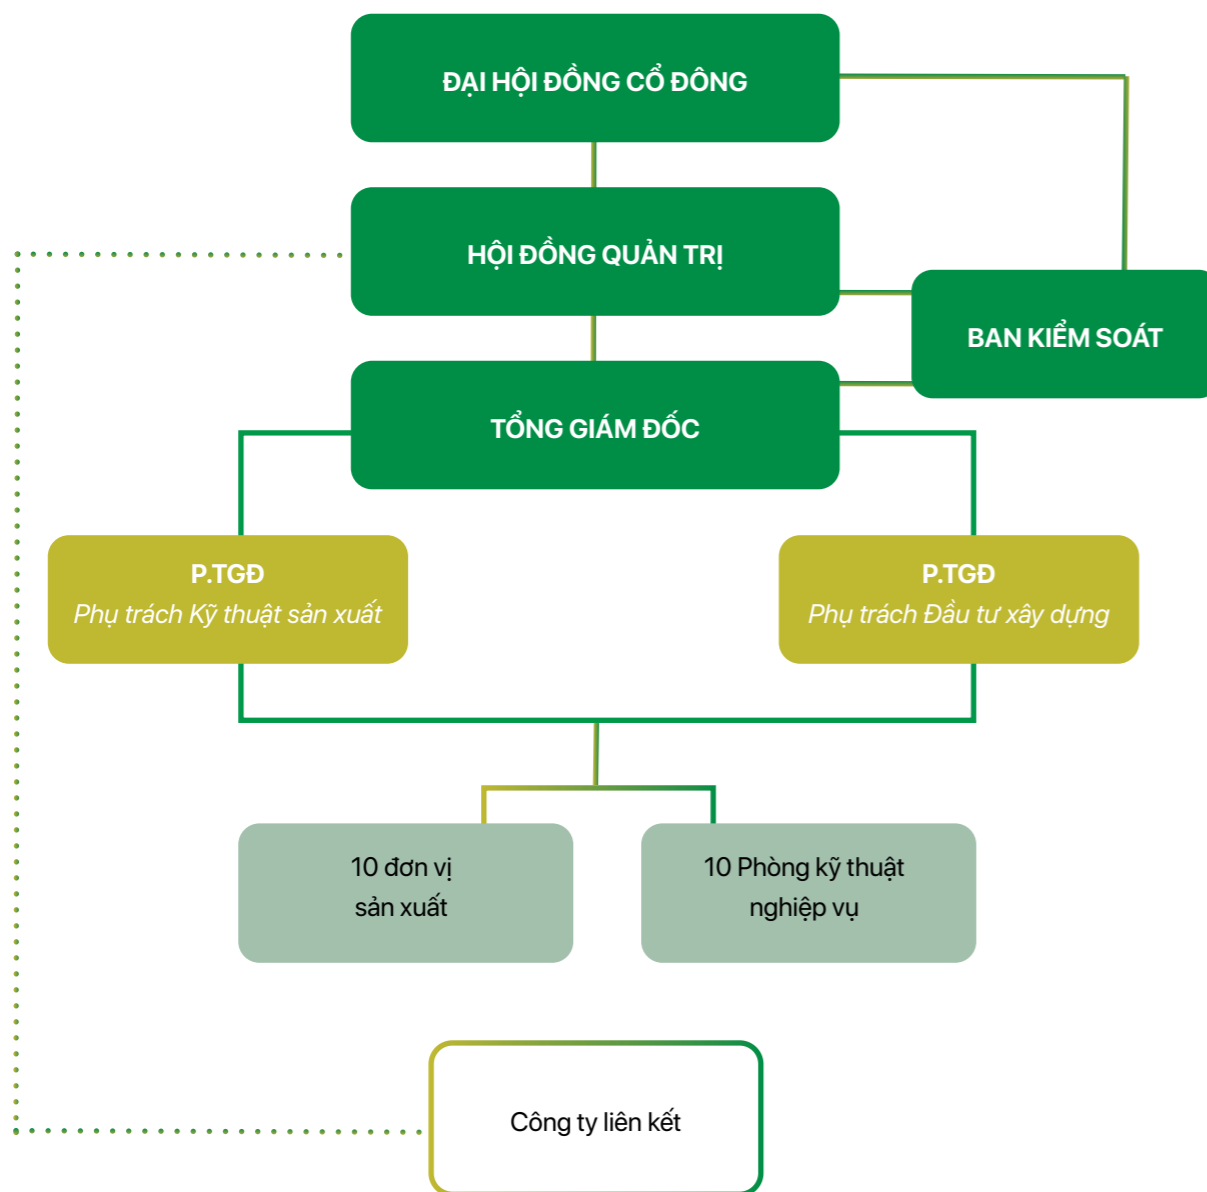 ĐẠI HỘI ĐỒNG CỔ ĐÔNG
HỘI ĐỒNG QUẢN TRỊ
BAN KIỂM SOÁT
TỔNG GIÁM ĐỐC
P.TGĐ
Phụ trách Kỹ thuật sản xuất
P.TGĐ
Phụ trách Đầu tư xây dựng
10 đơn vị
sản xuất
10 Phòng kỹ thuật
nghiệp vụ
Công ty liên kết